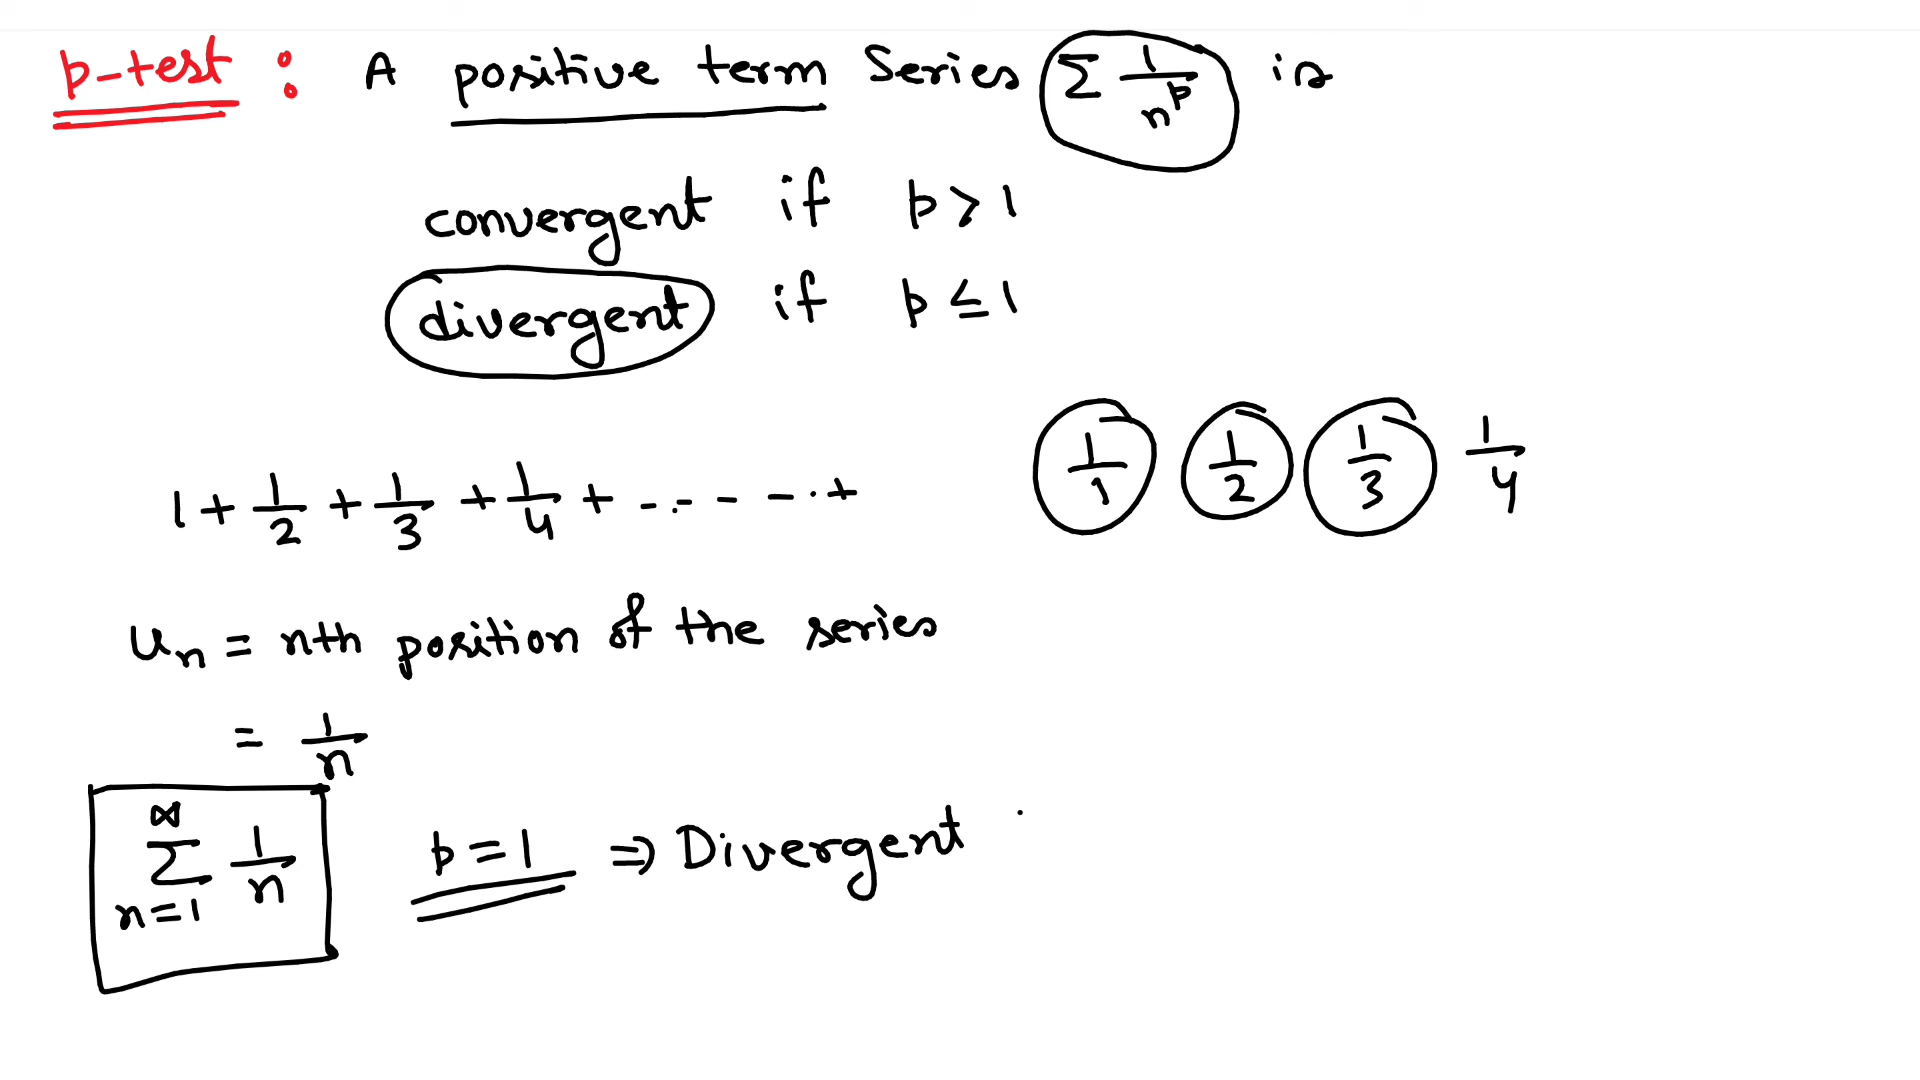 p-test : A positive term Series Σ 1/n^p is
convergent if p > 1
divergent if p ≤ 1
1/1 1/2 1/3 1/4
1 + 1/2 + 1/3 + 1/4 + ------- +
u_n = nth position of the series
= 1/n
∞ Σ n=1 1/n p = 1 ⇒ Divergent .